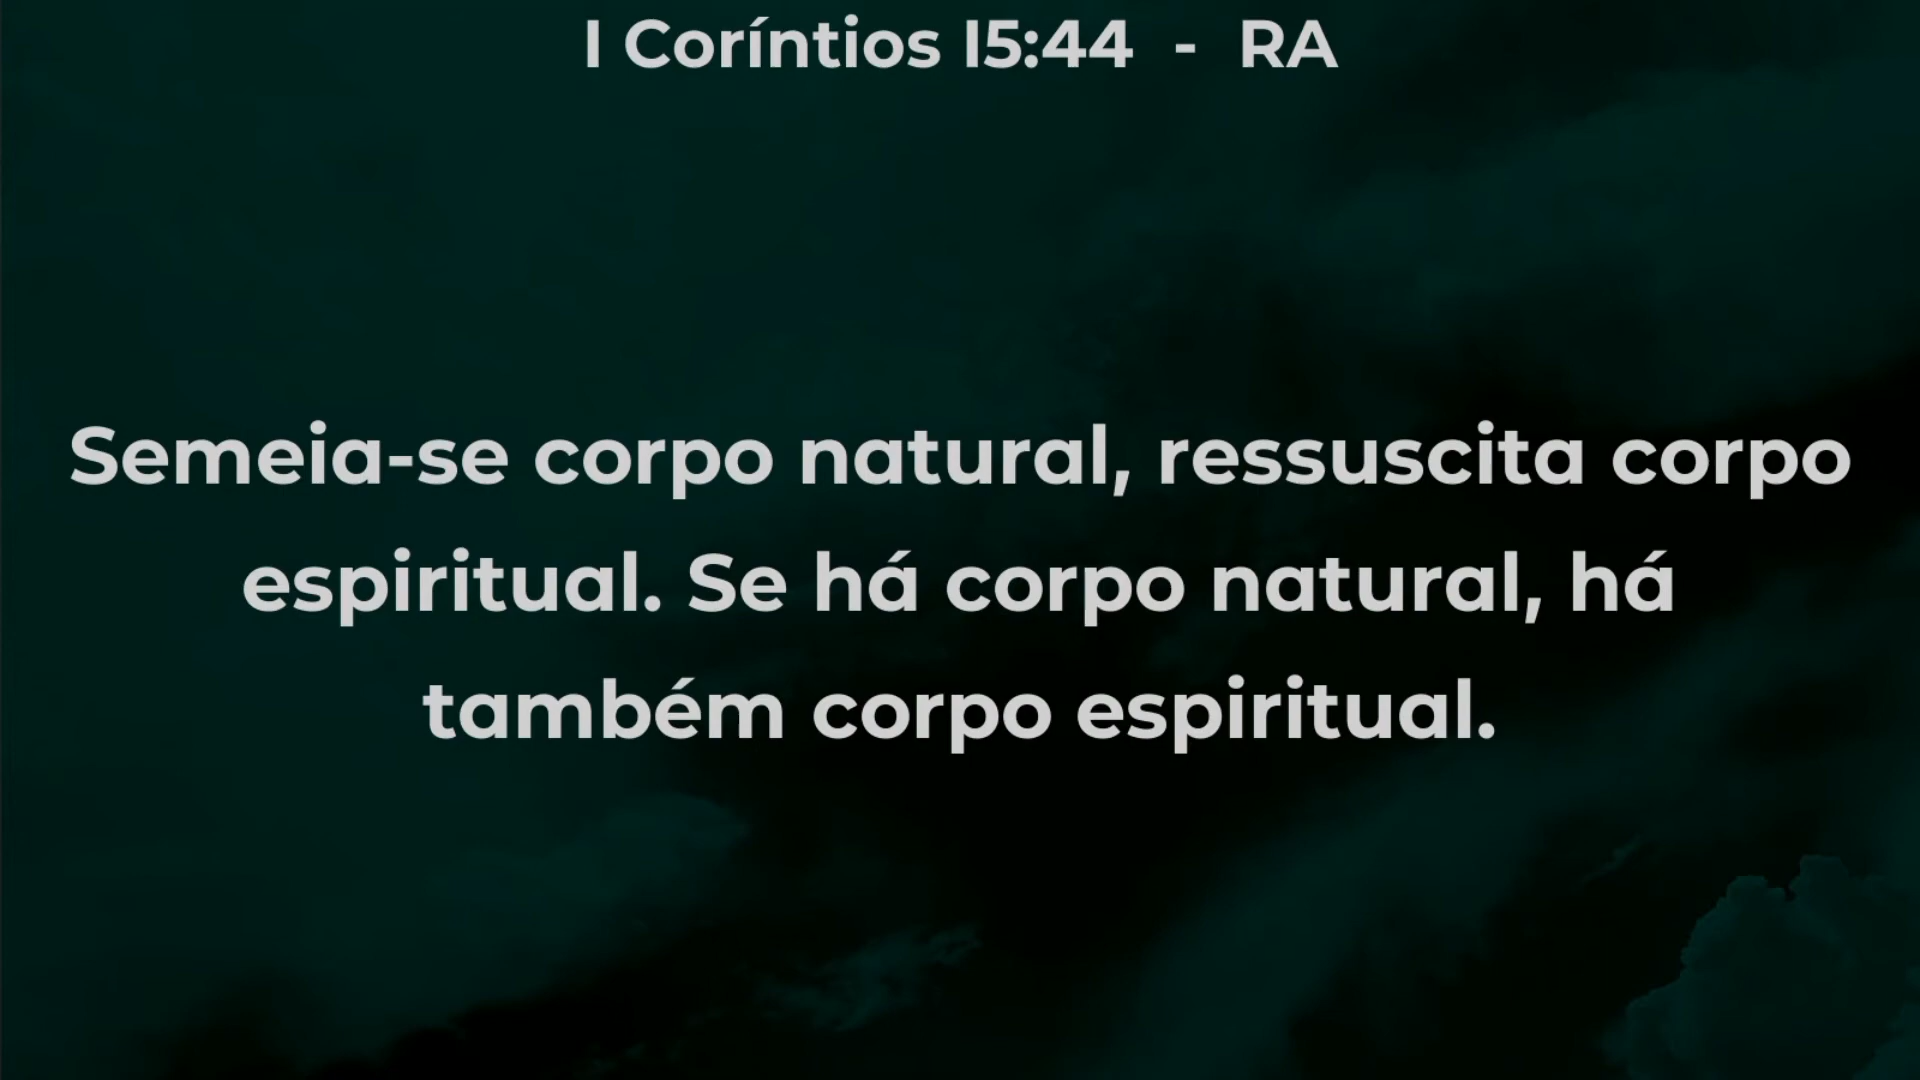 I Coríntios 15:44 - RA
Semeia-se corpo natural, ressuscita corpo
espiritual. Se há corpo natural, há
também corpo espiritual.